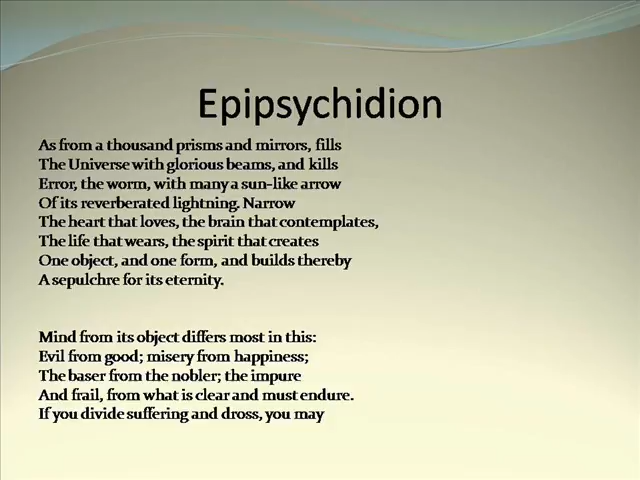 Epipsychidion
As from a thousand prisms and mirrors, fills
The Universe with glorious beams, and kills
Error, the worm, with many a sun-like arrow
Of its reverberated lightning. Narrow
The heart that loves, the brain that contemplates,
The life that wears, the spirit that creates
One object, and one form, and builds thereby
A sepulchre for its eternity.
Mind from its object differs most in this:
Evil from good; misery from happiness;
The baser from the nobler; the impure
And frail, from what is clear and must endure.
If you divide suffering and dross, you may